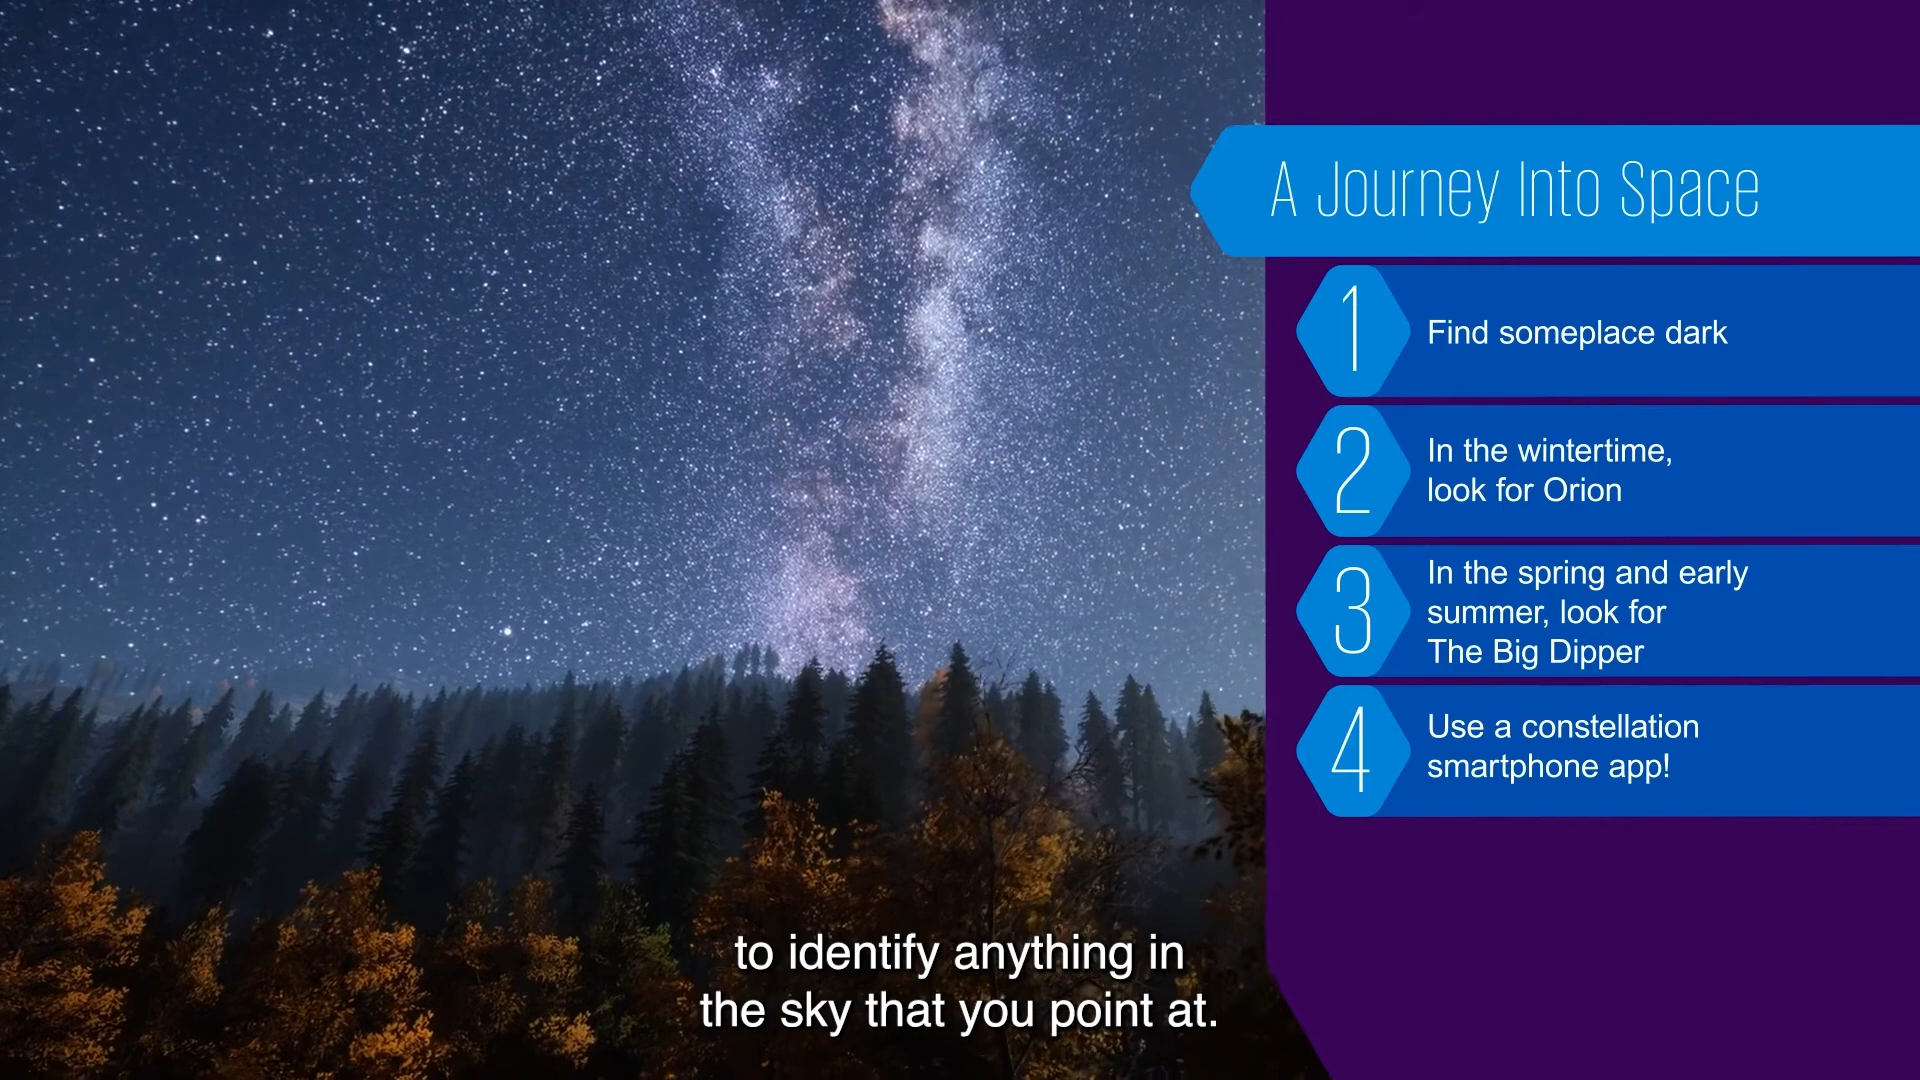 A Journey Into Space
1
Find someplace dark
2
In the wintertime,
look for Orion
3
In the spring and early
summer, look for
The Big Dipper
4
Use a constellation
smartphone app!
to identify anything in
the sky that you point at.